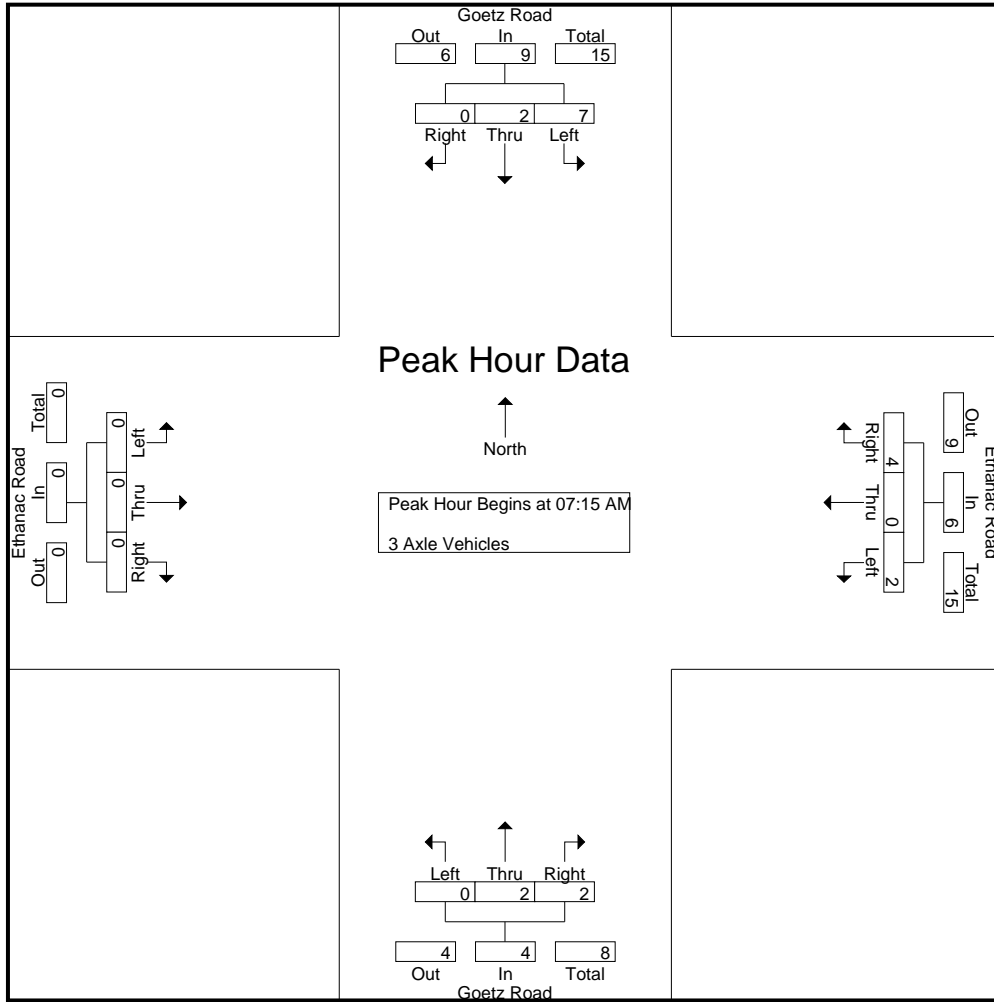 Goetz Road
Out In Total
6 9 15
0 2 7
Right Thru Left
Peak Hour Data
North
Peak Hour Begins at 07:15 AM
3 Axle Vehicles
Ethanac Road
Total In Out
0 0 0
0 0 0
Left Thru Right
Right Thru Left
4 0 2
9 6 15
Out In Total
Ethanac Road
Left Thru Right
0 2 2
4 4 8
Out In Total
Goetz Road